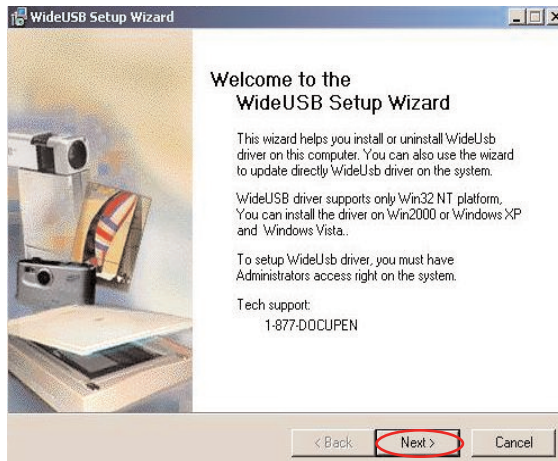 WideUSB Setup Wizard
Welcome to the
WideUSB Setup Wizard
This wizard helps you install or uninstall WideUsb
driver on this computer. You can also use the wizard
to update directly WideUsb driver on the system.
WideUSB driver supports only Win32 NT platform,
You can install the driver on Win2000 or Windows XP
and Windows Vista..
To setup WideUsb driver, you must have
Administrators access right on the system.
Tech support:
1-877-DOCUPEN
< Back Next > Cancel